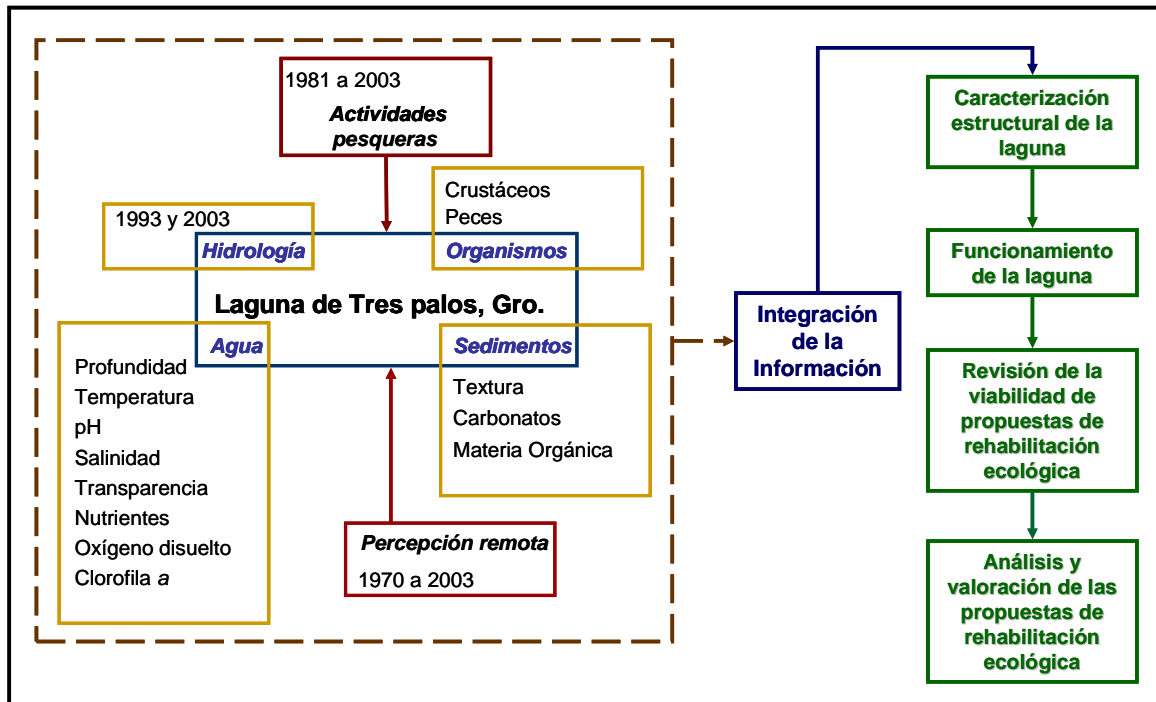 1981 a 2003
Actividades
pesqueras
1993 y 2003
Hidrología
Crustáceos
Peces
Organismos
Laguna de Tres palos, Gro.
Agua
Profundidad
Temperatura
pH
Salinidad
Transparencia
Nutrientes
Oxígeno disuelto
Clorofila a
Sedimentos
Textura
Carbonatos
Materia Orgánica
Percepción remota
1970 a 2003
Integración
de la
Información
Caracterización
estructural de la
laguna
Funcionamiento
de la laguna
Revisión de la
viabilidad de
propuestas de
rehabilitación
ecológica
Análisis y
valoración de las
propuestas de
rehabilitación
ecológica